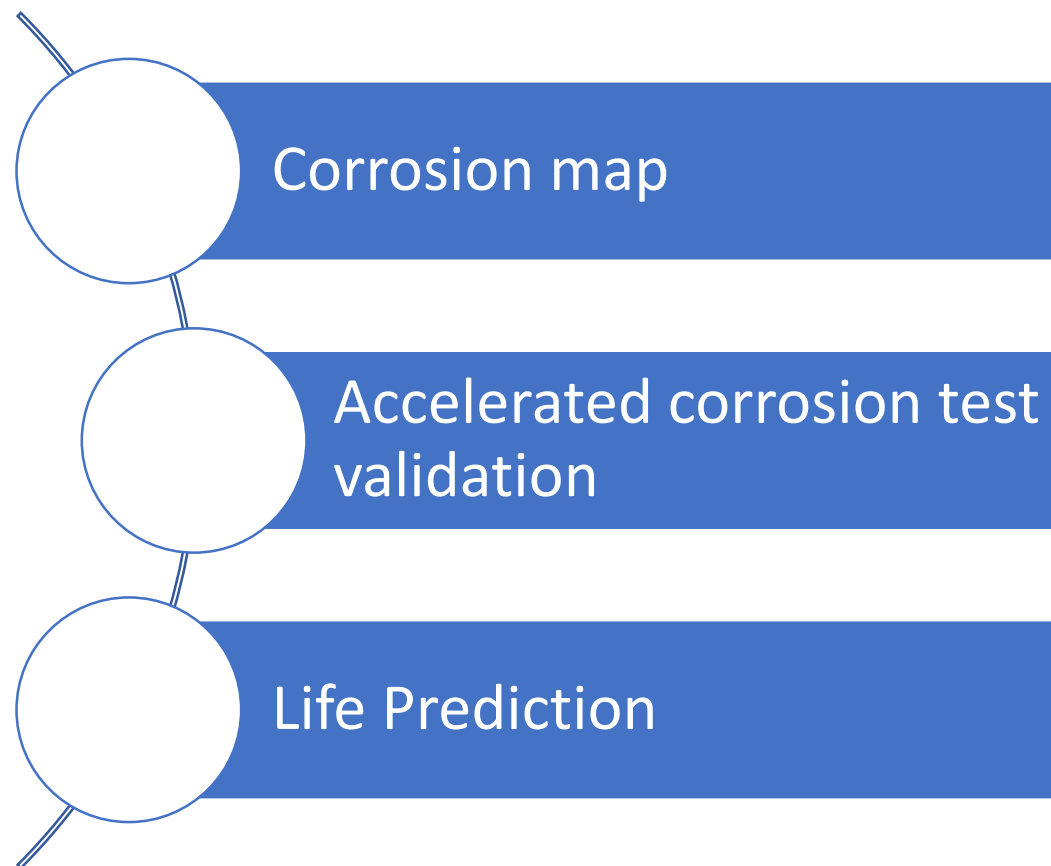 Corrosion map
Accelerated corrosion test
validation
Life Prediction